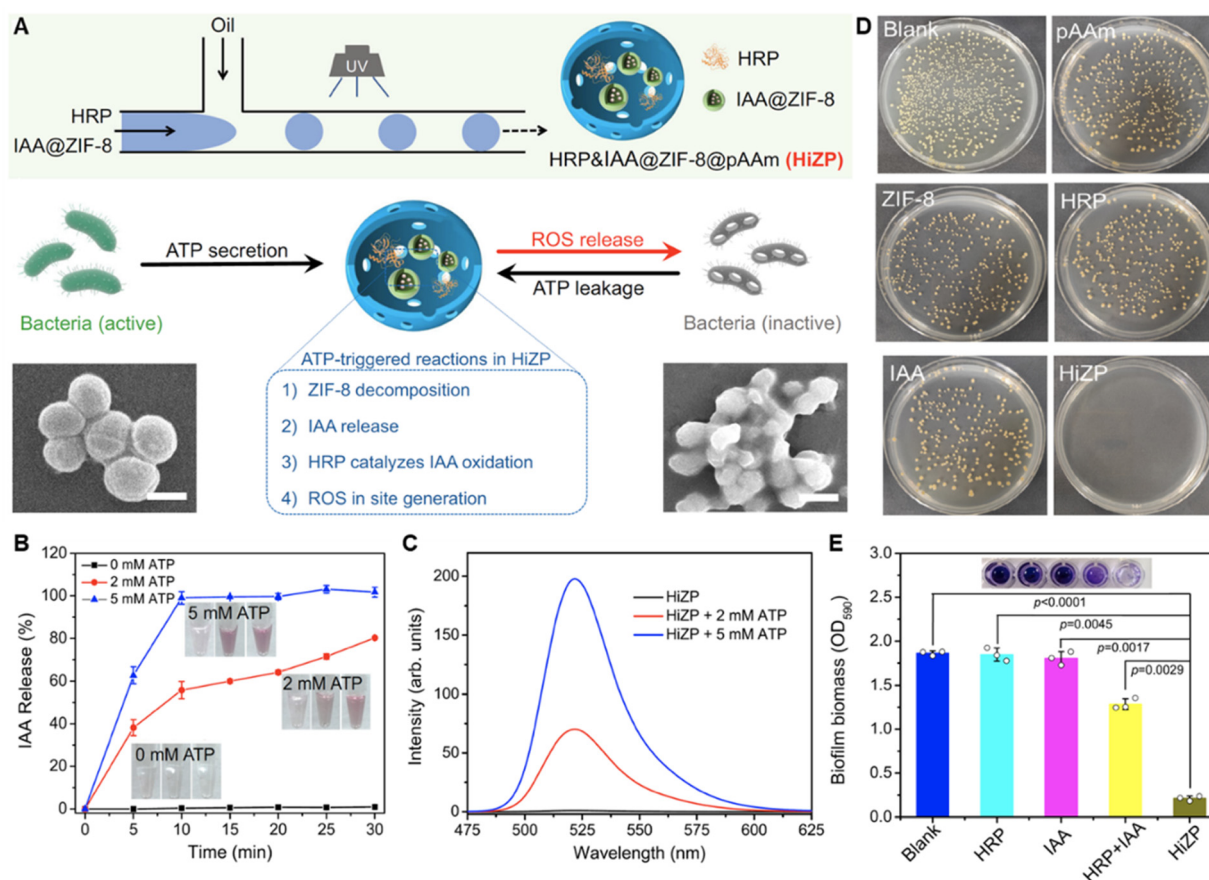 A
Oil
UV
HRP
IAA@ZIF-8
HRP
IAA@ZIF-8
HRP&IAA@ZIF-8@pAAm (HiZP)
ATP secretion
ROS release
ATP leakage
Bacteria (active)
Bacteria (inactive)
ATP-triggered reactions in HiZP
1) ZIF-8 decomposition
2) IAA release
3) HRP catalyzes IAA oxidation
4) ROS in site generation
B
120
100
80
60
40
20
0
IAA Release (%)
0 mM ATP
2 mM ATP
5 mM ATP
5 mM ATP
2 mM ATP
0 mM ATP
0 5 10 15 20 25 30
Time (min)
C
200
150
100
50
0
Intensity (arb. units)
HiZP
HiZP + 2 mM ATP
HiZP + 5 mM ATP
475 500 525 550 575 600 625
Wavelength (nm)
D
Blank
pAAm
ZIF-8
HRP
IAA
HiZP
E
3.0
2.5
2.0
1.5
1.0
0.5
0.0
Biofilm biomass (OD590)
p<0.0001
p=0.0045
p=0.0017
p=0.0029
Blank
HRP
IAA
HRP+IAA
HiZP